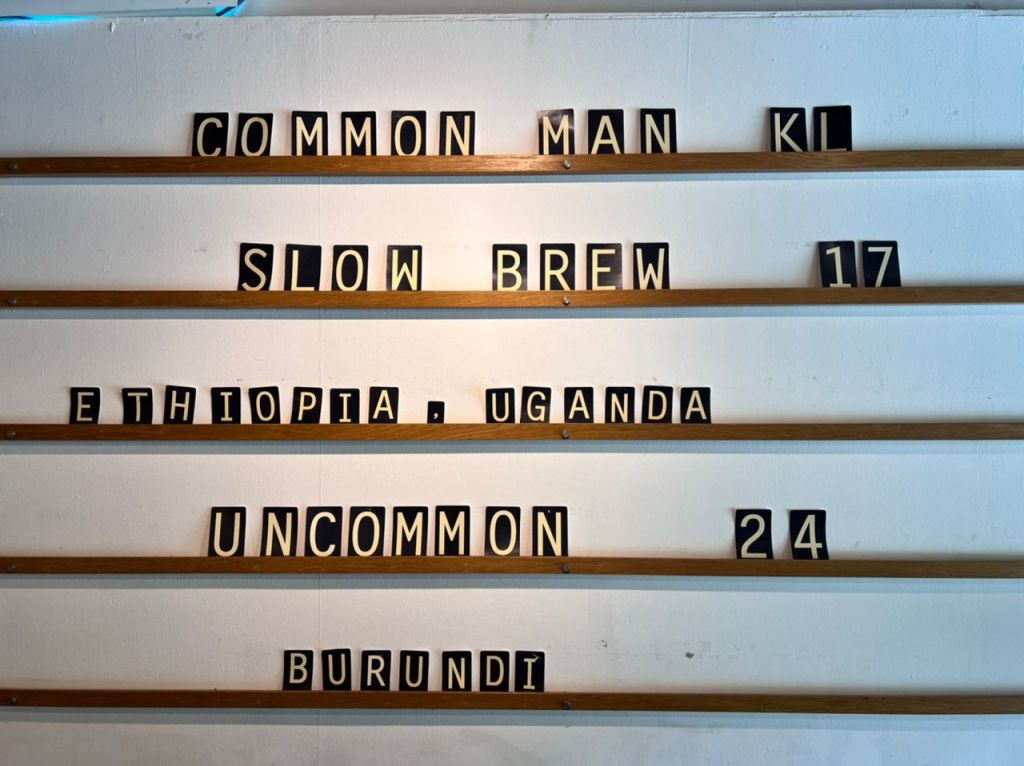 COMMON MAN KL
SLOW BREW 17
ETHIOPIA, UGANDA
UNCOMMON 24
BURUNDI